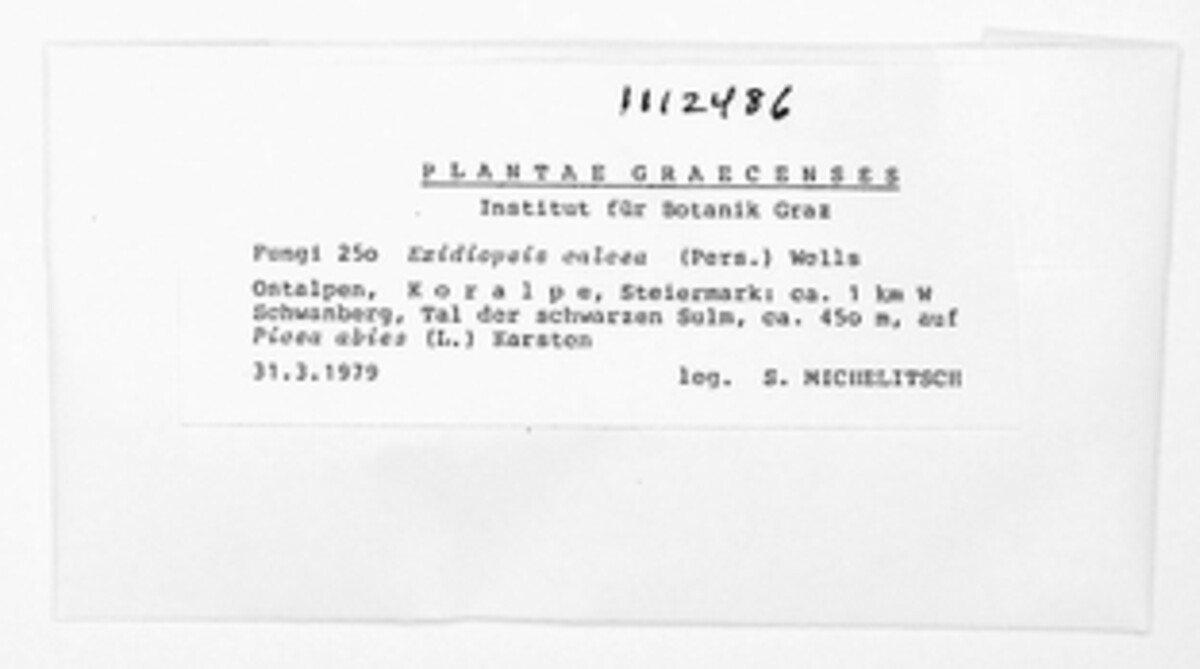 1112486
PLANTAE GRAECENSES
Institut für Botanik Graz
Fungi 25o Exidiopsis calcea (Pers.) Wells
Ostalpen, K o r a l p e, Steiermark: ca. 1 km W
Schwanberg, Tal der schwarzen Sulm, ca. 45o m, auf
Picea abies (L.) Karsten
31.3.1979 leg. S. MICHELITSCH